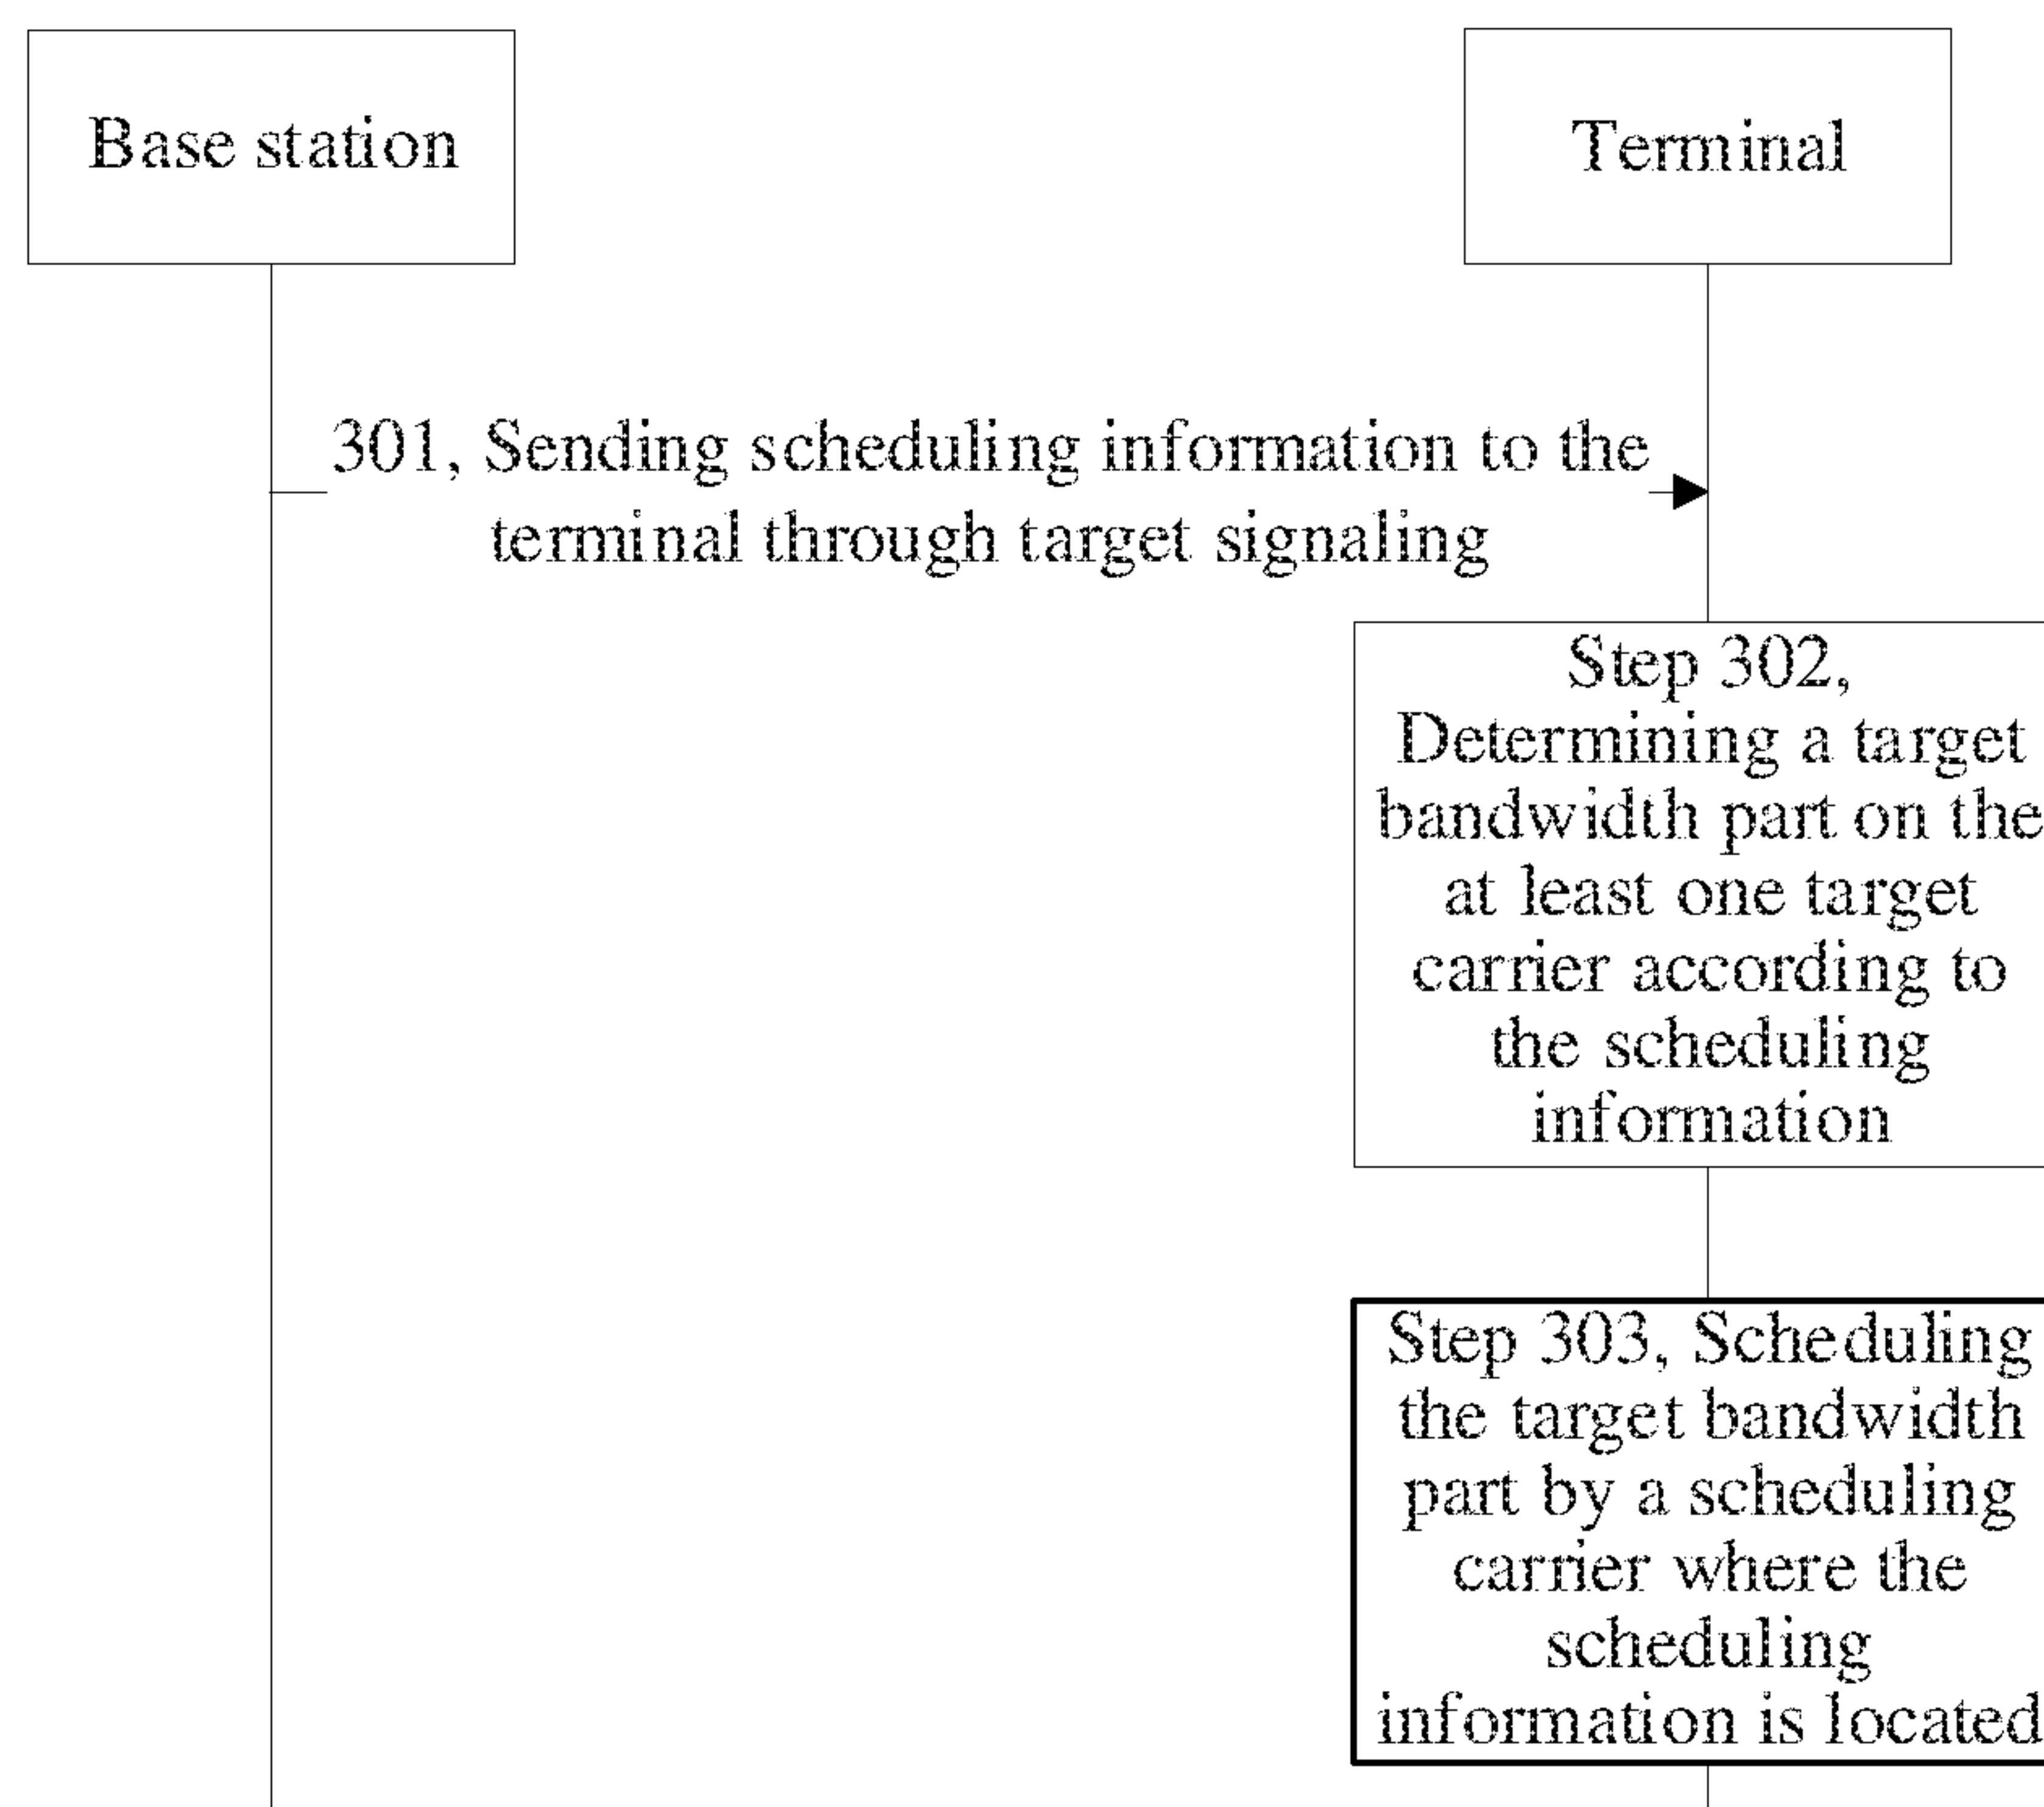 Base station
Terminal
301, Sending scheduling information to the
terminal through target signaling
Step 302,
Determining a target
bandwidth part on the
at least one target
carrier according to
the scheduling
information
Step 303, Scheduling
the target bandwidth
part by a scheduling
carrier where the
scheduling
information is located